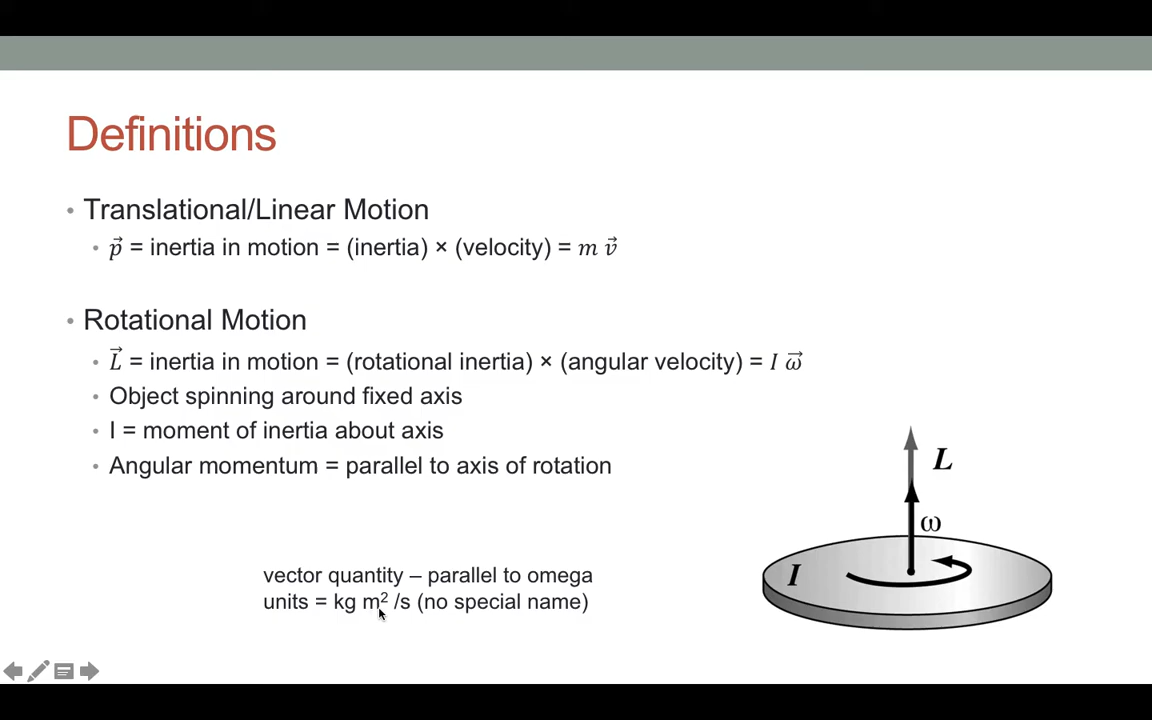 Definitions
• Translational/Linear Motion
• p⃗ = inertia in motion = (inertia) × (velocity) = m v⃗
• Rotational Motion
• L⃗ = inertia in motion = (rotational inertia) × (angular velocity) = I ω⃗
• Object spinning around fixed axis
• I = moment of inertia about axis
• Angular momentum = parallel to axis of rotation
L
ω
I
vector quantity – parallel to omega
units = kg m² /s (no special name)